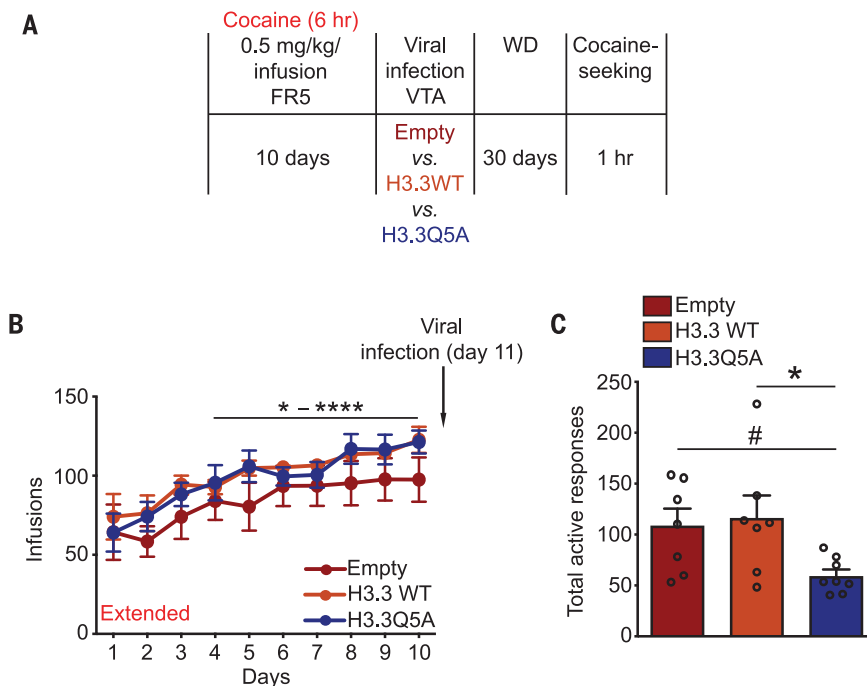 A
Cocaine (6 hr)
0.5 mg/kg/
infusion
FR5
Viral
infection
VTA
WD
Cocaine-
seeking
10 days
Empty
vs.
H3.3WT
vs.
H3.3Q5A
30 days
1 hr
B
Viral
infection (day 11)
* – ****
150
100
50
0
Infusions
Extended
Empty
H3.3 WT
H3.3Q5A
1 2 3 4 5 6 7 8 9 10
Days
C
Empty
H3.3 WT
H3.3Q5A
250
200
150
100
50
0
Total active responses
*
#